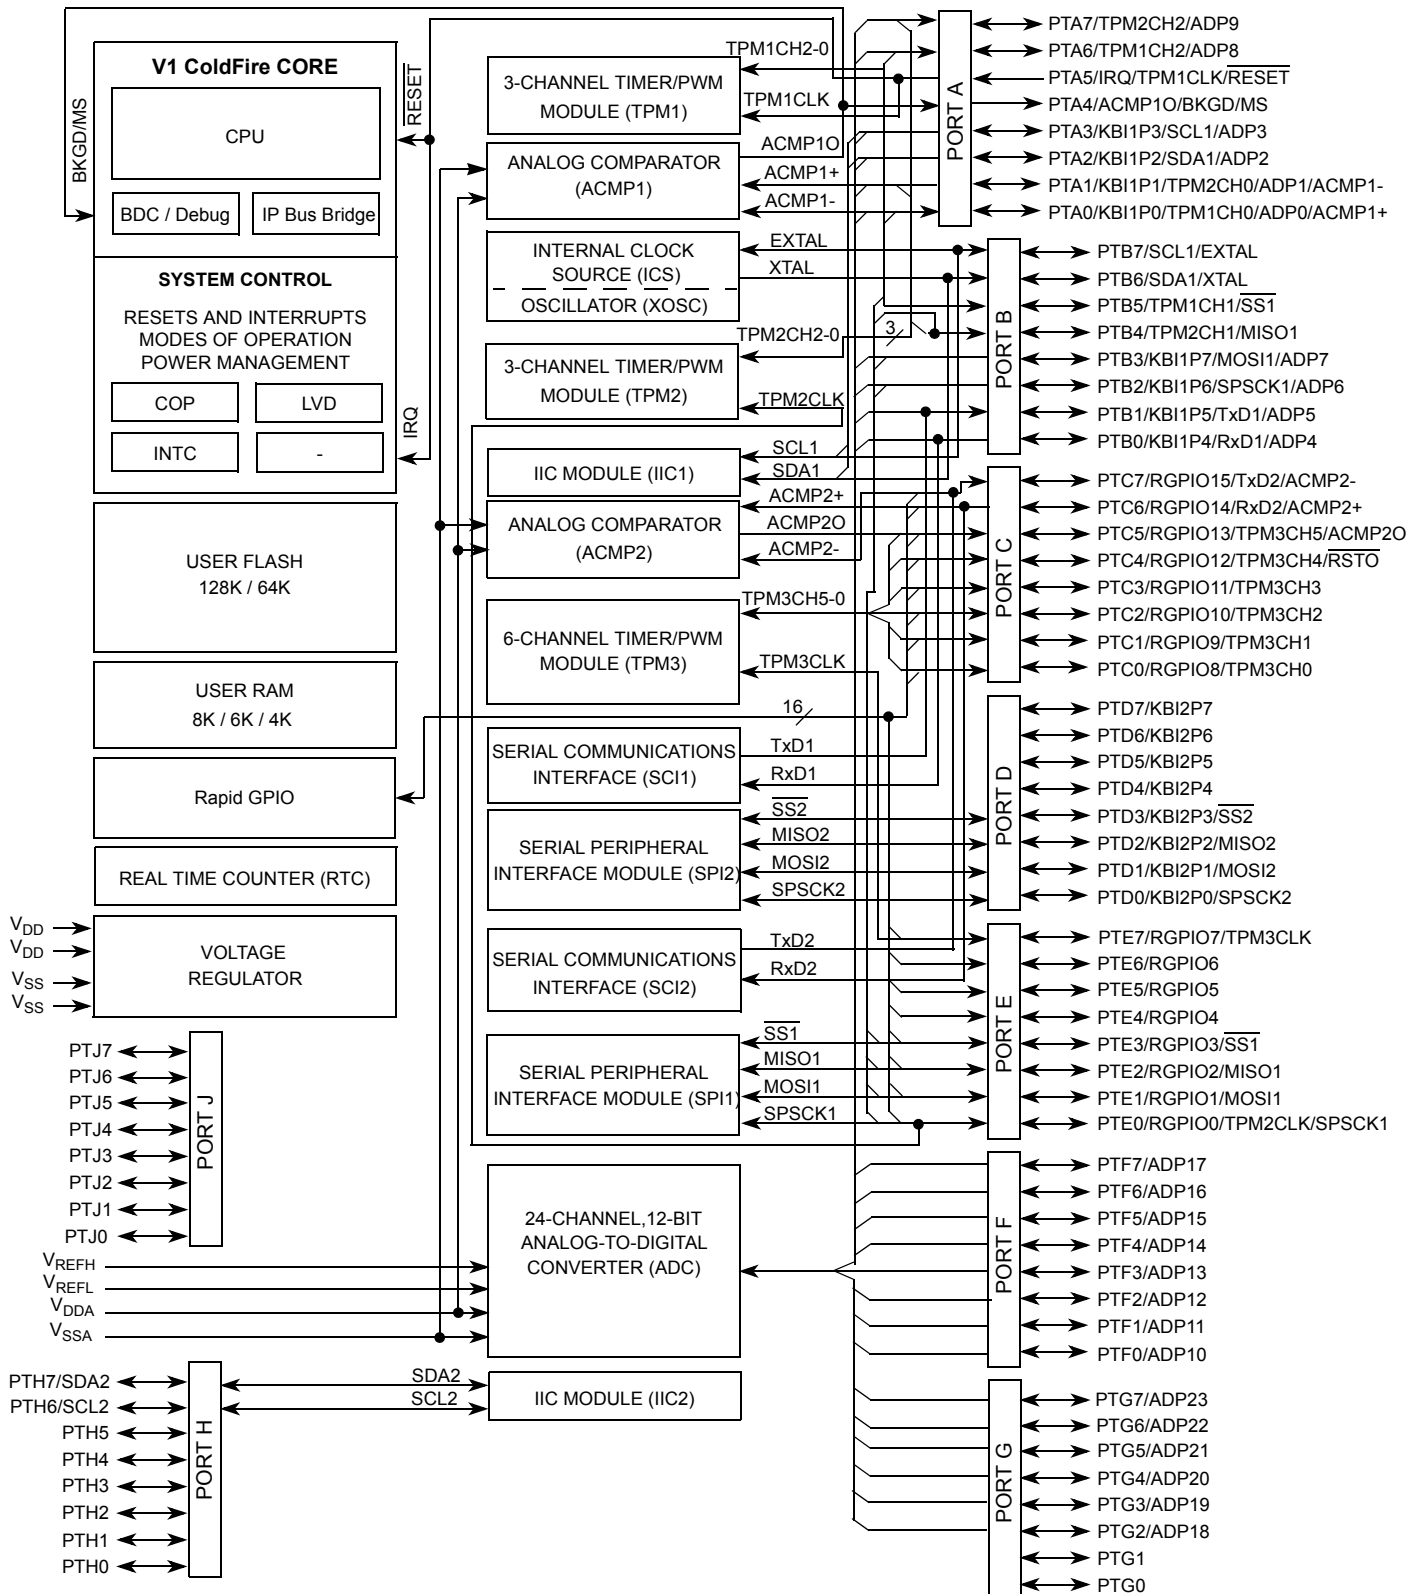 V1 ColdFire CORE
CPU
BDC / Debug
IP Bus Bridge
BKGD/MS
RESET
SYSTEM CONTROL
RESETS AND INTERRUPTS
MODES OF OPERATION
POWER MANAGEMENT
COP
LVD
INTC
-
IRQ
USER FLASH
128K / 64K
USER RAM
8K / 6K / 4K
Rapid GPIO
REAL TIME COUNTER (RTC)
VOLTAGE
REGULATOR
VDD
VDD
VSS
VSS
PTJ7
PTJ6
PTJ5
PTJ4
PTJ3
PTJ2
PTJ1
PTJ0
PORT J
VREFH
VREFL
VDDA
VSSA
PTH7/SDA2
PTH6/SCL2
PTH5
PTH4
PTH3
PTH2
PTH1
PTH0
PORT H
3-CHANNEL TIMER/PWM
MODULE (TPM1)
TPM1CH2-0
TPM1CLK
ANALOG COMPARATOR
(ACMP1)
ACMP1O
ACMP1+
ACMP1-
INTERNAL CLOCK
SOURCE (ICS)
OSCILLATOR (XOSC)
EXTAL
XTAL
3-CHANNEL TIMER/PWM
MODULE (TPM2)
TPM2CH2-0
3
TPM2CLK
IIC MODULE (IIC1)
SCL1
SDA1
ANALOG COMPARATOR
(ACMP2)
ACMP2+
ACMP2O
ACMP2-
6-CHANNEL TIMER/PWM
MODULE (TPM3)
TPM3CH5-0
TPM3CLK
16
SERIAL COMMUNICATIONS
INTERFACE (SCI1)
TxD1
RxD1
SERIAL PERIPHERAL
INTERFACE MODULE (SPI2)
SS2
MISO2
MOSI2
SPSCK2
SERIAL COMMUNICATIONS
INTERFACE (SCI2)
TxD2
RxD2
SERIAL PERIPHERAL
INTERFACE MODULE (SPI1)
SS1
MISO1
MOSI1
SPSCK1
24-CHANNEL,12-BIT
ANALOG-TO-DIGITAL
CONVERTER (ADC)
IIC MODULE (IIC2)
SDA2
SCL2
PORT A
PTA7/TPM2CH2/ADP9
PTA6/TPM1CH2/ADP8
PTA5/IRQ/TPM1CLK/RESET
PTA4/ACMP1O/BKGD/MS
PTA3/KBI1P3/SCL1/ADP3
PTA2/KBI1P2/SDA1/ADP2
PTA1/KBI1P1/TPM2CH0/ADP1/ACMP1-
PTA0/KBI1P0/TPM1CH0/ADP0/ACMP1+
PORT B
PTB7/SCL1/EXTAL
PTB6/SDA1/XTAL
PTB5/TPM1CH1/SS1
PTB4/TPM2CH1/MISO1
PTB3/KBI1P7/MOSI1/ADP7
PTB2/KBI1P6/SPSCK1/ADP6
PTB1/KBI1P5/TxD1/ADP5
PTB0/KBI1P4/RxD1/ADP4
PORT C
PTC7/RGPIO15/TxD2/ACMP2-
PTC6/RGPIO14/RxD2/ACMP2+
PTC5/RGPIO13/TPM3CH5/ACMP2O
PTC4/RGPIO12/TPM3CH4/RSTO
PTC3/RGPIO11/TPM3CH3
PTC2/RGPIO10/TPM3CH2
PTC1/RGPIO9/TPM3CH1
PTC0/RGPIO8/TPM3CH0
PORT D
PTD7/KBI2P7
PTD6/KBI2P6
PTD5/KBI2P5
PTD4/KBI2P4
PTD3/KBI2P3/SS2
PTD2/KBI2P2/MISO2
PTD1/KBI2P1/MOSI2
PTD0/KBI2P0/SPSCK2
PORT E
PTE7/RGPIO7/TPM3CLK
PTE6/RGPIO6
PTE5/RGPIO5
PTE4/RGPIO4
PTE3/RGPIO3/SS1
PTE2/RGPIO2/MISO1
PTE1/RGPIO1/MOSI1
PTE0/RGPIO0/TPM2CLK/SPSCK1
PORT F
PTF7/ADP17
PTF6/ADP16
PTF5/ADP15
PTF4/ADP14
PTF3/ADP13
PTF2/ADP12
PTF1/ADP11
PTF0/ADP10
PORT G
PTG7/ADP23
PTG6/ADP22
PTG5/ADP21
PTG4/ADP20
PTG3/ADP19
PTG2/ADP18
PTG1
PTG0